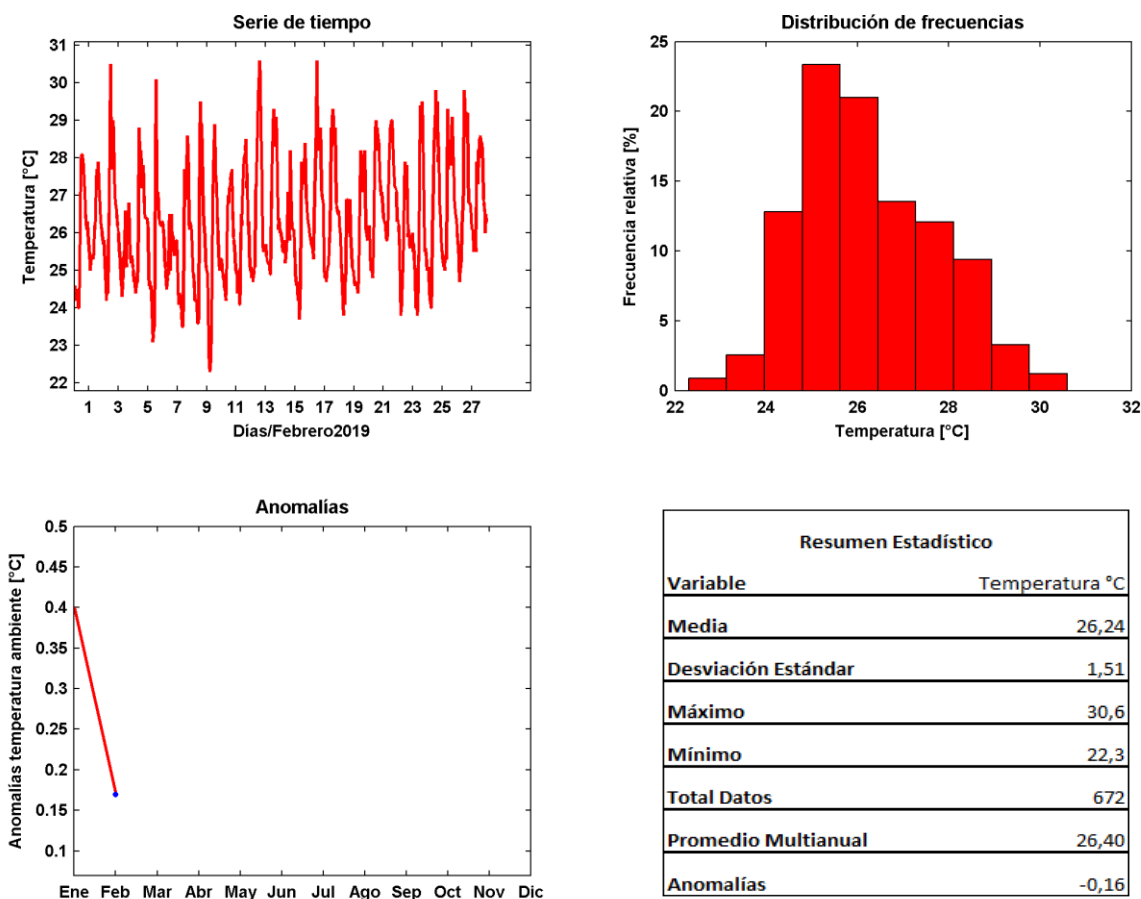 Serie de tiempo
31
30
29
28
27
26
25
24
23
22
Temperatura [°C]
1 3 5 7 9 11 13 15 17 19 21 23 25 27
Días/Febrero2019
Distribución de frecuencias
25
20
15
10
5
0
Frecuencia relativa [%]
22 24 26 28 30 32
Temperatura [°C]
Anomalías
0.5
0.45
0.4
0.35
0.3
0.25
0.2
0.15
0.1
Anomalías temperatura ambiente [°C]
Ene Feb Mar Abr May Jun Jul Ago Sep Oct Nov Dic
Resumen Estadístico
Variable Temperatura °C
Media 26,24
Desviación Estándar 1,51
Máximo 30,6
Mínimo 22,3
Total Datos 672
Promedio Multianual 26,40
Anomalías -0,16